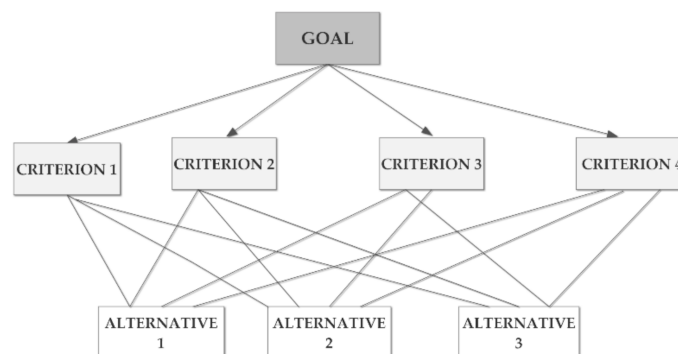 GOAL
CRITERION 1
CRITERION 2
CRITERION 3
CRITERION 4
ALTERNATIVE
1
ALTERNATIVE
2
ALTERNATIVE
3